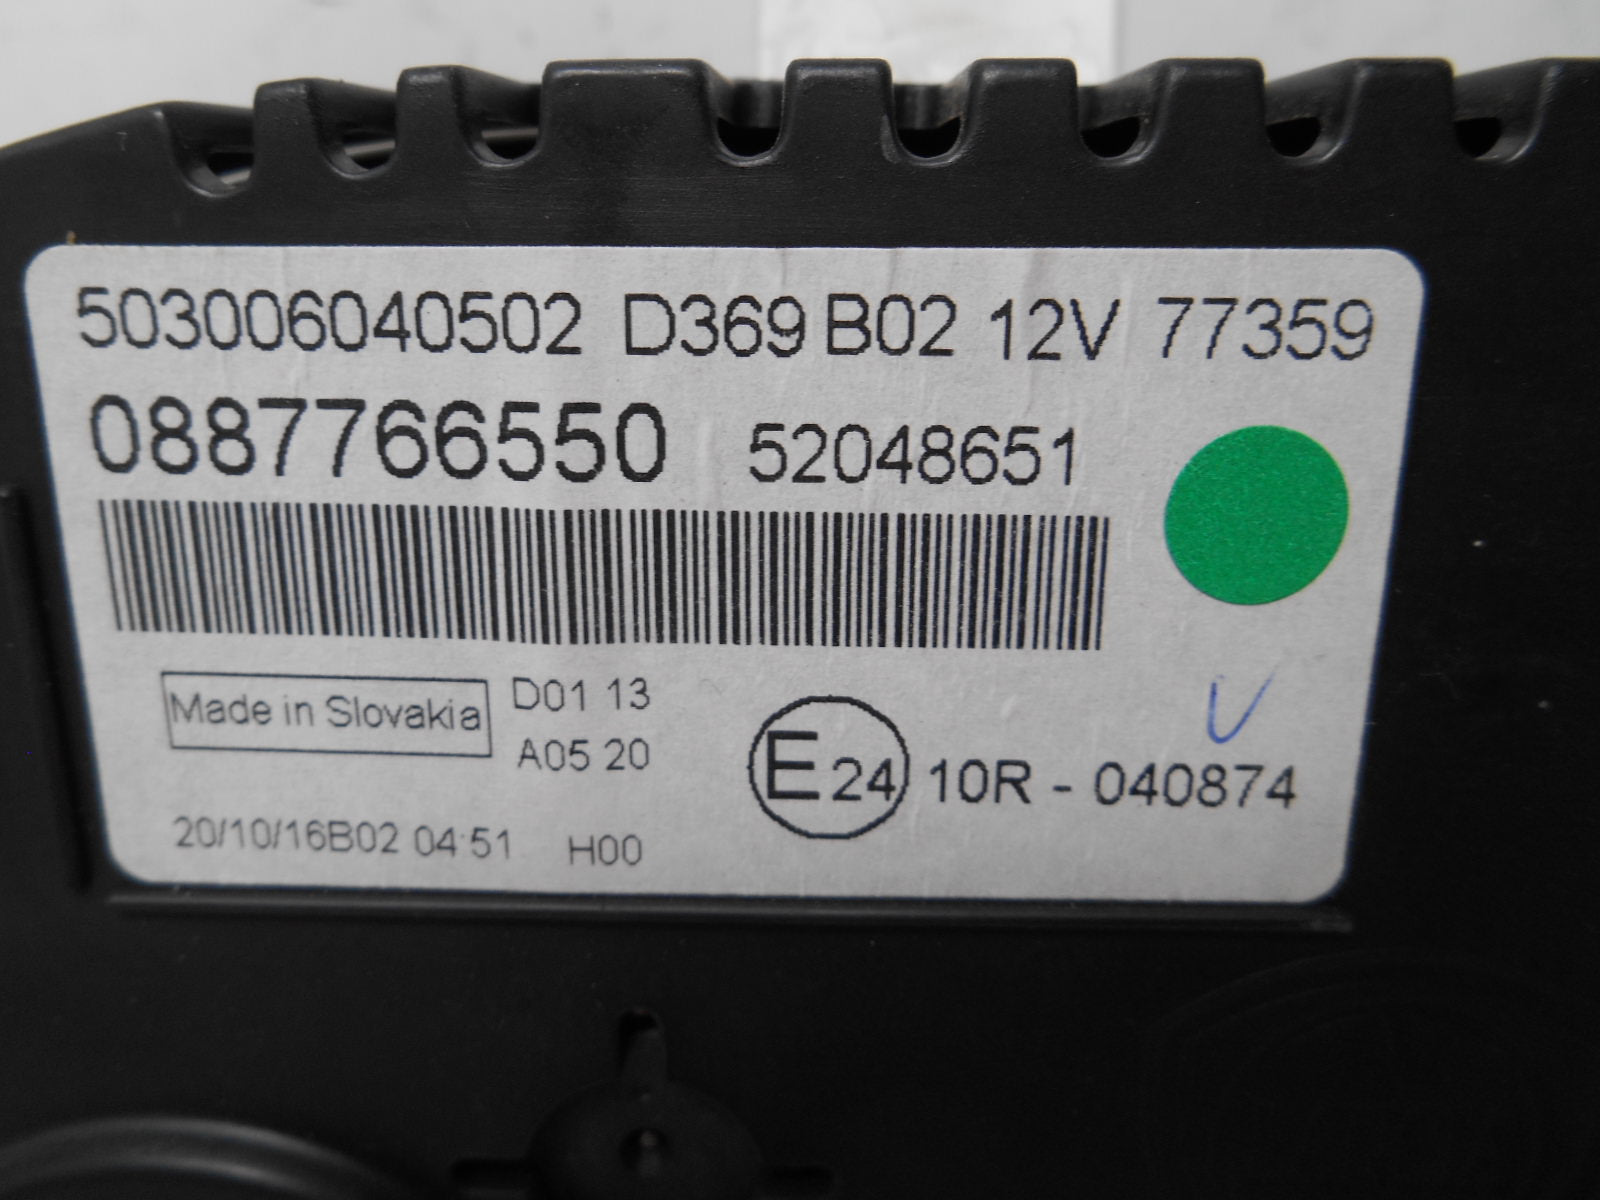 503006040502 D369 B02 12V 77359
0887766550 52048651
Made in Slovakia
D01 13
A05 20
E24 10R - 040874
20/10/16B02 04:51 H00